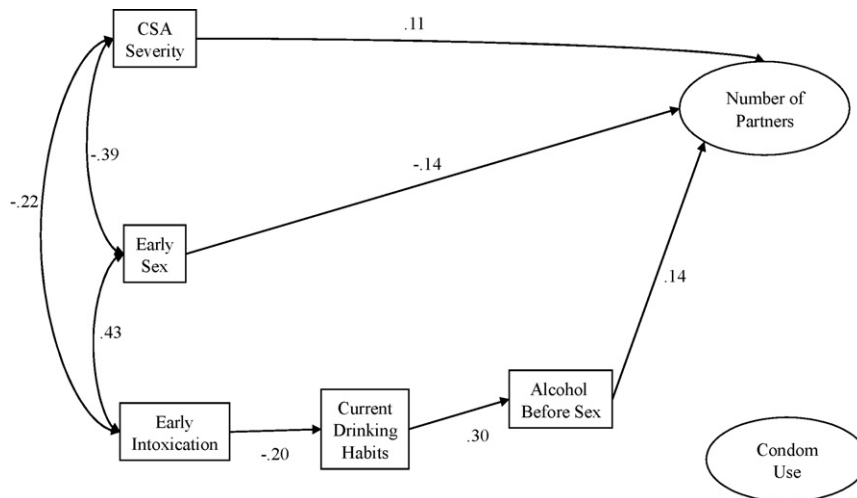 CSA
Severity
.11
Number of
Partners
-.39
-.14
-.22
Early
Sex
.14
.43
Early
Intoxication
-.20
Current
Drinking
Habits
.30
Alcohol
Before Sex
Condom
Use